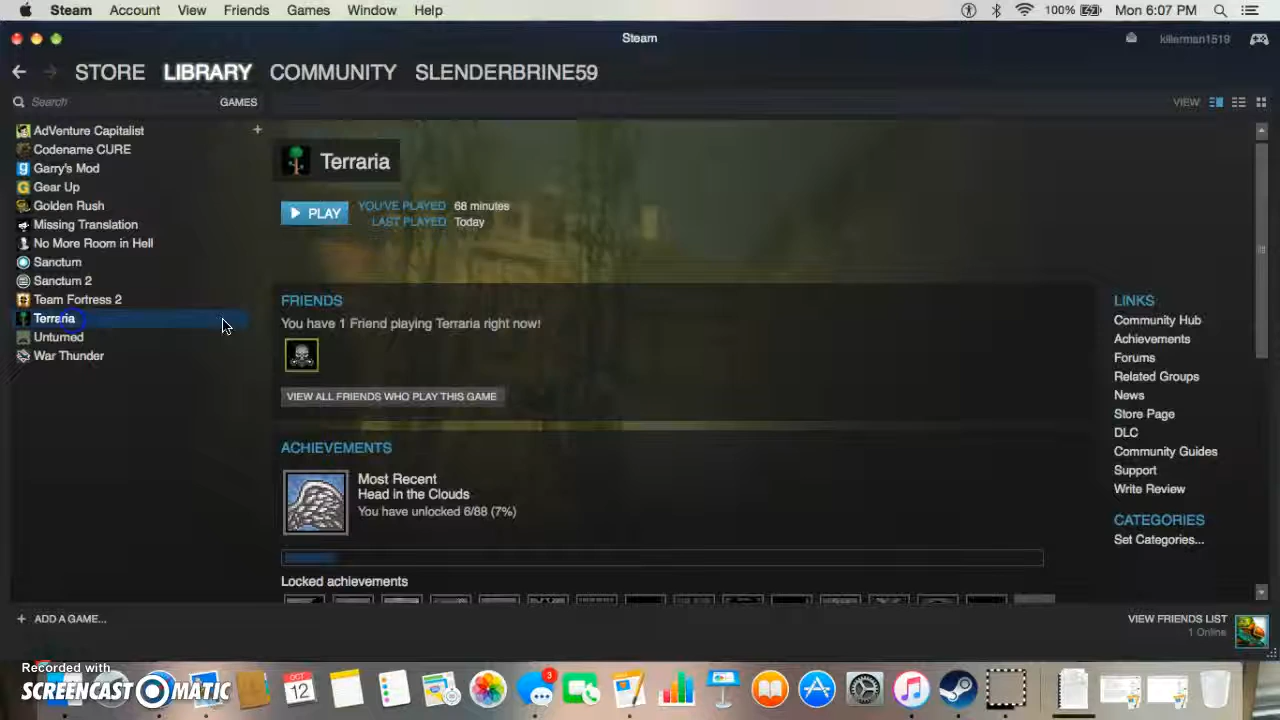 Steam Account View Friends Games Window Help 100% Mon 6:07 PM
Steam
killerman1519
STORE LIBRARY COMMUNITY SLENDERBRINE59
Search GAMES VIEW:
AdVenture Capitalist
Codename CURE
Garry's Mod
Gear Up
Golden Rush
Missing Translation
No More Room in Hell
Sanctum
Sanctum 2
Team Fortress 2
Terraria
Unturned
War Thunder
Terraria
PLAY
YOU'VE PLAYED 68 minutes
LAST PLAYED Today
FRIENDS
You have 1 Friend playing Terraria right now!
VIEW ALL FRIENDS WHO PLAY THIS GAME
ACHIEVEMENTS
Most Recent
Head in the Clouds
You have unlocked 6/88 (7%)
Locked achievements
LINKS
Community Hub
Achievements
Forums
Related Groups
News
Store Page
DLC
Community Guides
Support
Write Review
CATEGORIES
Set Categories...
+ ADD A GAME...
VIEW FRIENDS LIST
1 Online
Recorded with
SCREENCAST-O-MATIC
OCT
12
3